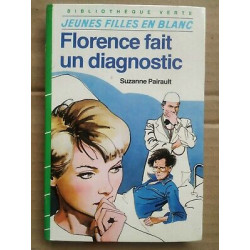 BIBLIOTHÈQUE VERTE
JEUNES FILLES EN BLANC
Florence fait
un diagnostic
Suzanne Pairault